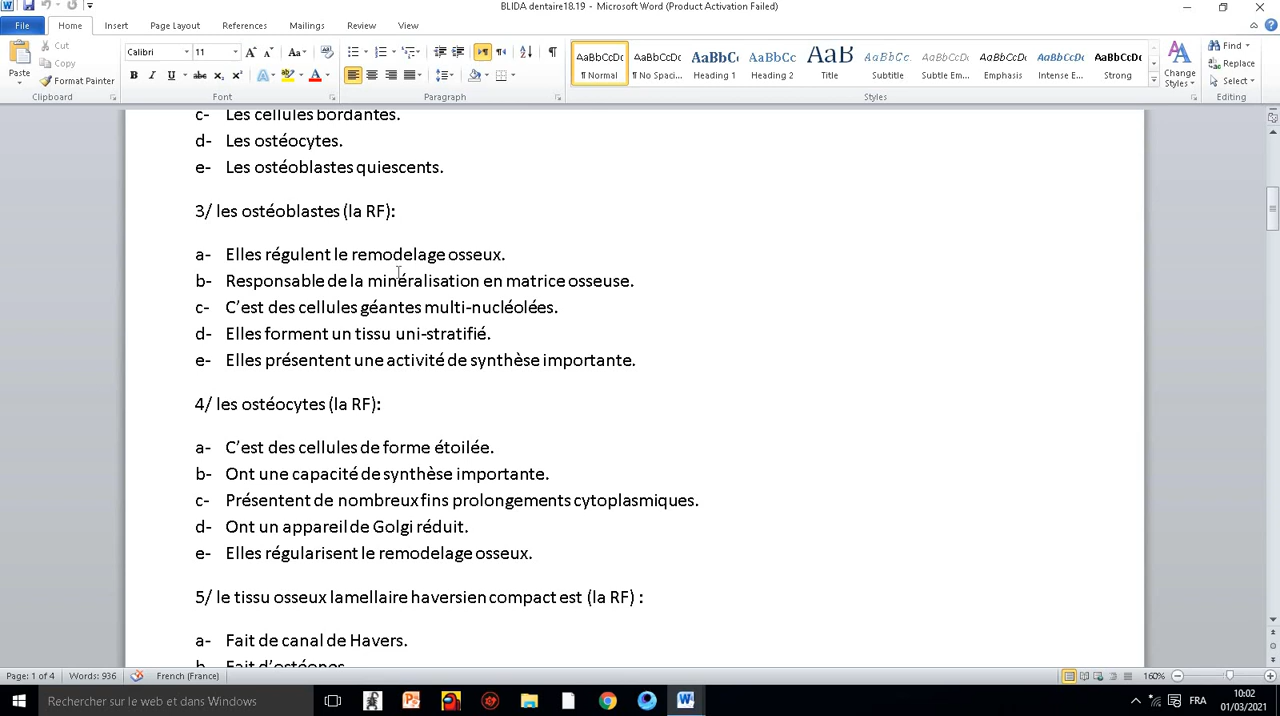 BLIDA dentaire18.19 - Microsoft Word (Product Activation Failed)
File Home Insert Page Layout References Mailings Review View
Paste
Cut
Copy
Format Painter
Clipboard
Calibri 11
Font
Paragraph
AaBbCcDc AaBbCcDc AaBbC AaBbCc AaB AaBbCc. AaBbCcDc AaBbCcDc AaBbCcDc AaBbCcDc
¶ Normal ¶ No Spaci... Heading 1 Heading 2 Title Subtitle Subtle Em... Emphasis Intense E... Strong
Styles
Change Styles
Find
Replace
Select
Editing
c- Les cellules bordantes.
d- Les ostéocytes.
e- Les ostéoblastes quiescents.
3/ les ostéoblastes (la RF):
a- Elles régulent le remodelage osseux.
b- Responsable de la minéralisation en matrice osseuse.
c- C’est des cellules géantes multi-nucléolées.
d- Elles forment un tissu uni-stratifié.
e- Elles présentent une activité de synthèse importante.
4/ les ostéocytes (la RF):
a- C’est des cellules de forme étoilée.
b- Ont une capacité de synthèse importante.
c- Présentent de nombreux fins prolongements cytoplasmiques.
d- Ont un appareil de Golgi réduit.
e- Elles régularisent le remodelage osseux.
5/ le tissu osseux lamellaire haversien compact est (la RF) :
a- Fait de canal de Havers.
b- Fait d’ostéones
Page: 1 of 4 Words: 936 French (France) 160%
Rechercher sur le web et dans Windows
FRA
10:02
01/03/2021